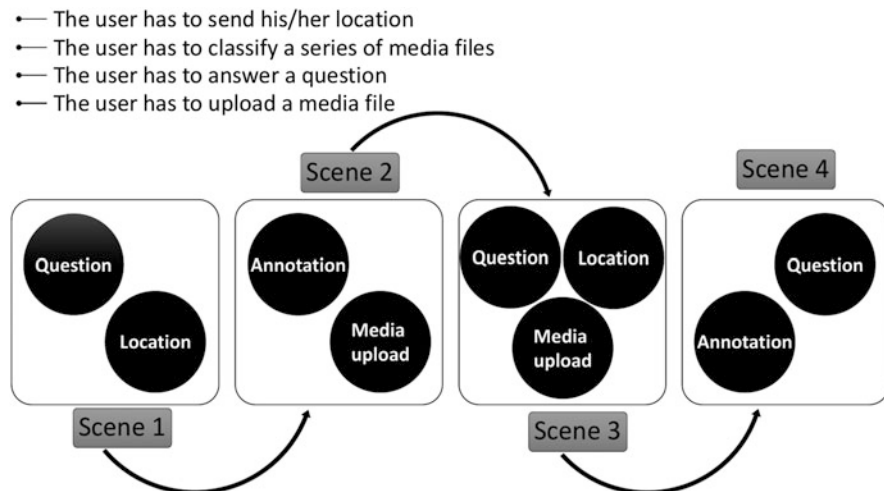 The user has to send his/her location
The user has to classify a series of media files
The user has to answer a question
The user has to upload a media file
Scene 1
Question
Location
Scene 2
Annotation
Media
upload
Scene 3
Question
Location
Media
upload
Scene 4
Question
Annotation